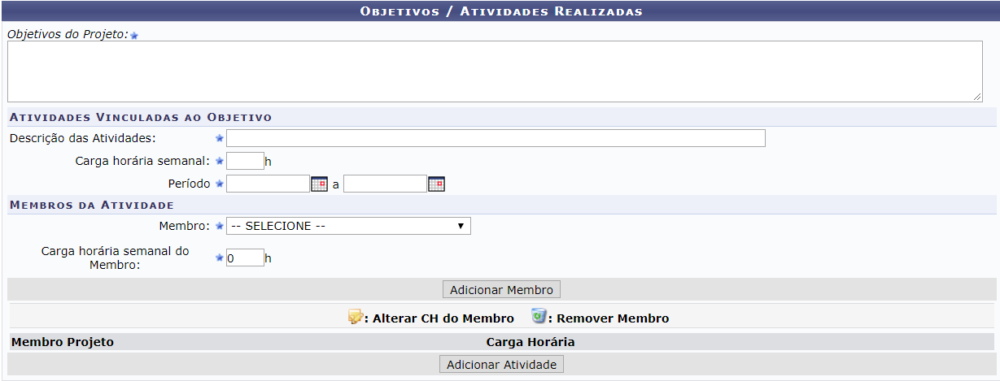 Objetivos / Atividades Realizadas
Objetivos do Projeto:
Atividades Vinculadas ao Objetivo
Descrição das Atividades:
Carga horária semanal: h
Período a
Membros da Atividade
Membro: -- SELECIONE --
Carga horária semanal do
Membro: 0 h
Adicionar Membro
: Alterar CH do Membro : Remover Membro
Membro Projeto Carga Horária
Adicionar Atividade